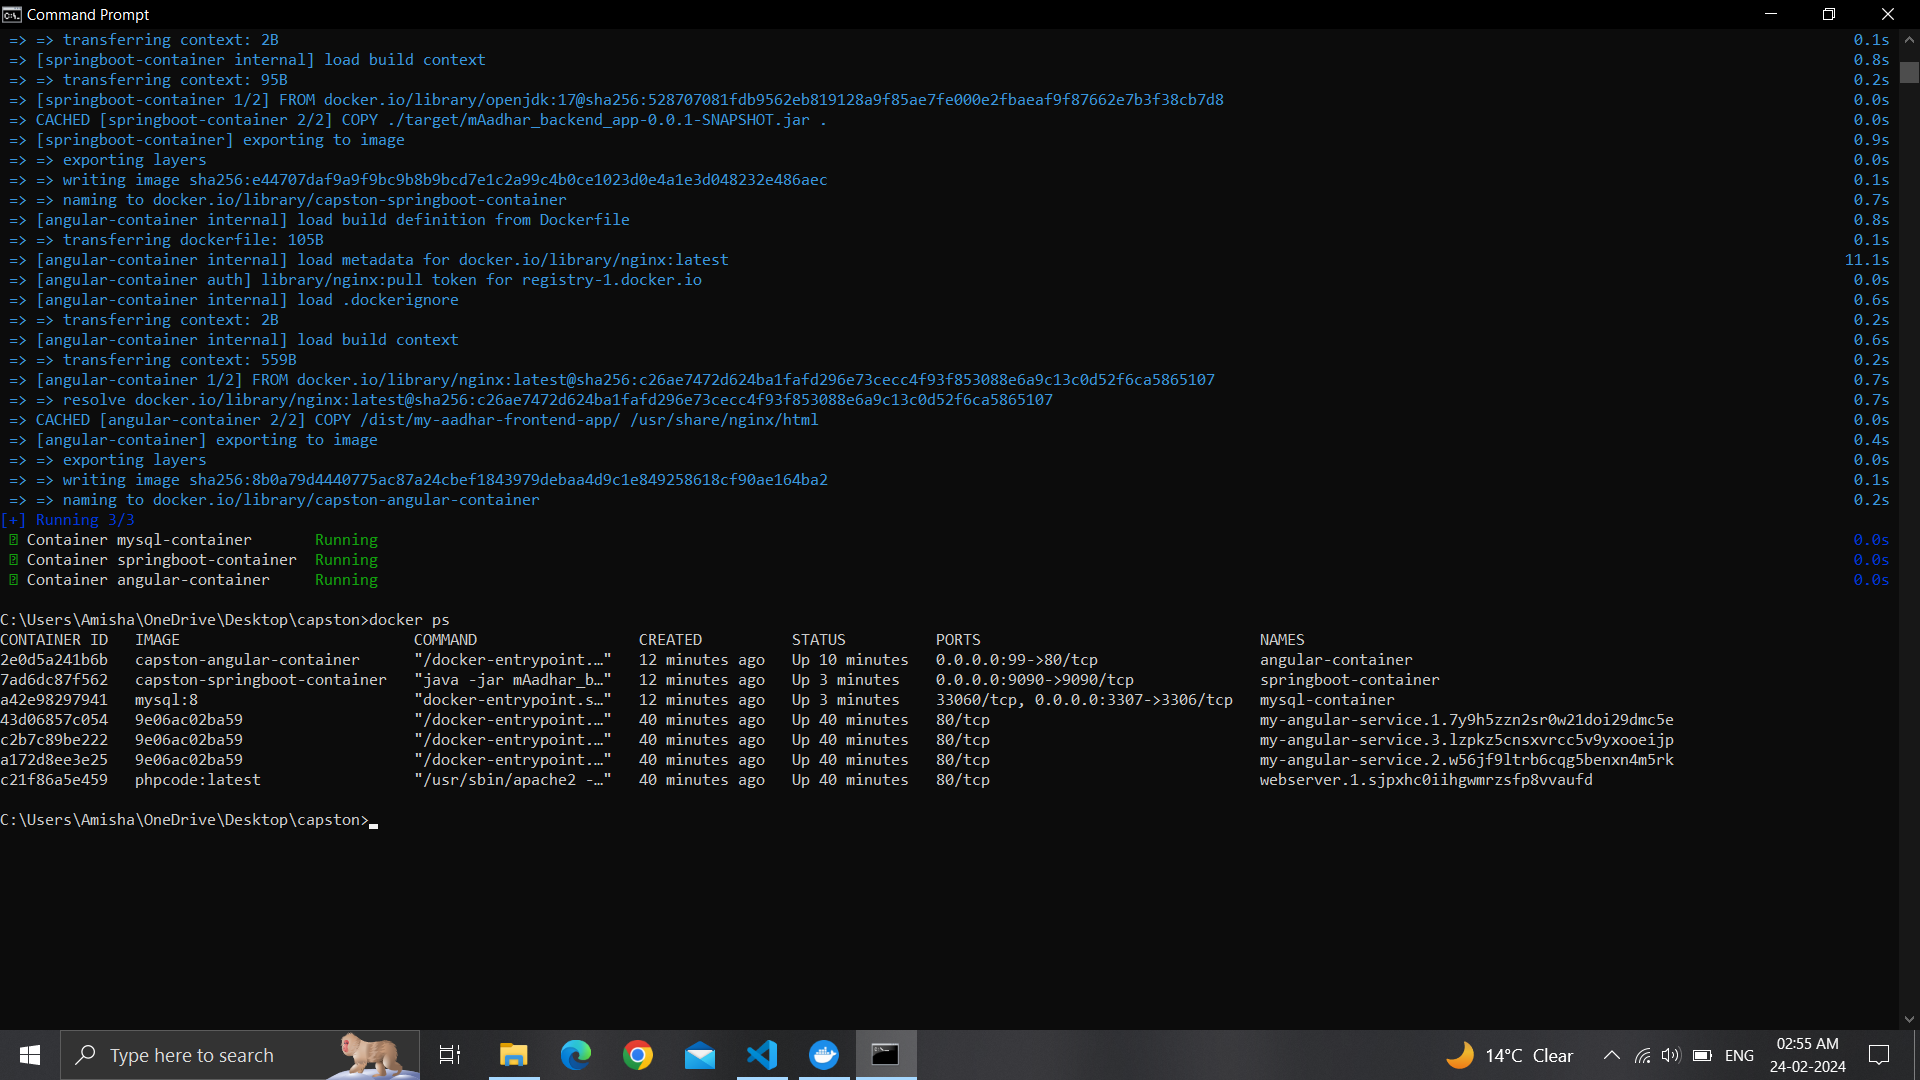 Command Prompt
=> => transferring context: 2B 0.1s
=> [springboot-container internal] load build context 0.8s
=> => transferring context: 95B 0.2s
=> [springboot-container 1/2] FROM docker.io/library/openjdk:17@sha256:528707081fdb9562eb819128a9f85ae7fe000e2fbaeaf9f87662e7b3f38cb7d8 0.0s
=> CACHED [springboot-container 2/2] COPY ./target/mAadhar_backend_app-0.0.1-SNAPSHOT.jar . 0.0s
=> [springboot-container] exporting to image 0.9s
=> => exporting layers 0.0s
=> => writing image sha256:e44707daf9a9f9bc9b8b9bcd7e1c2a99c4b0ce1023d0e4a1e3d048232e486aec 0.1s
=> => naming to docker.io/library/capston-springboot-container 0.7s
=> [angular-container internal] load build definition from Dockerfile 0.8s
=> => transferring dockerfile: 105B 0.1s
=> [angular-container internal] load metadata for docker.io/library/nginx:latest 11.1s
=> [angular-container auth] library/nginx:pull token for registry-1.docker.io 0.0s
=> [angular-container internal] load .dockerignore 0.6s
=> => transferring context: 2B 0.2s
=> [angular-container internal] load build context 0.6s
=> => transferring context: 559B 0.2s
=> [angular-container 1/2] FROM docker.io/library/nginx:latest@sha256:c26ae7472d624ba1fafd296e73cecc4f93f853088e6a9c13c0d52f6ca5865107 0.7s
=> => resolve docker.io/library/nginx:latest@sha256:c26ae7472d624ba1fafd296e73cecc4f93f853088e6a9c13c0d52f6ca5865107 0.7s
=> CACHED [angular-container 2/2] COPY /dist/my-aadhar-frontend-app/ /usr/share/nginx/html 0.0s
=> [angular-container] exporting to image 0.4s
=> => exporting layers 0.0s
=> => writing image sha256:8b0a79d4440775ac87a24cbef1843979debaa4d9c1e849258618cf90ae164ba2 0.1s
=> => naming to docker.io/library/capston-angular-container 0.2s
[+] Running 3/3
Container mysql-container Running 0.0s
Container springboot-container Running 0.0s
Container angular-container Running 0.0s
C:\Users\Amisha\OneDrive\Desktop\capston>docker ps
CONTAINER ID IMAGE COMMAND CREATED STATUS PORTS NAMES
2e0d5a241b6b capston-angular-container "/docker-entrypoint.…" 12 minutes ago Up 10 minutes 0.0.0.0:99->80/tcp angular-container
7ad6dc87f562 capston-springboot-container "java -jar mAadhar_b…" 12 minutes ago Up 3 minutes 0.0.0.0:9090->9090/tcp springboot-container
a42e98297941 mysql:8 "docker-entrypoint.s…" 12 minutes ago Up 3 minutes 33060/tcp, 0.0.0.0:3307->3306/tcp mysql-container
43d06857c054 9e06ac02ba59 "/docker-entrypoint.…" 40 minutes ago Up 40 minutes 80/tcp my-angular-service.1.7y9h5zzn2sr0w21doi29dmc5e
c2b7c89be222 9e06ac02ba59 "/docker-entrypoint.…" 40 minutes ago Up 40 minutes 80/tcp my-angular-service.3.lzpkz5cnsxvrcc5v9yxooeijp
a172d8ee3e25 9e06ac02ba59 "/docker-entrypoint.…" 40 minutes ago Up 40 minutes 80/tcp my-angular-service.2.w56jf9ltrb6cqg5benxn4m5rk
c21f86a5e459 phpcode:latest "/usr/sbin/apache2 -…" 40 minutes ago Up 40 minutes 80/tcp webserver.1.sjpxhc0iihgwmrzsfp8vvaufd
C:\Users\Amisha\OneDrive\Desktop\capston>
Type here to search
14°C Clear
ENG
02:55 AM
24-02-2024